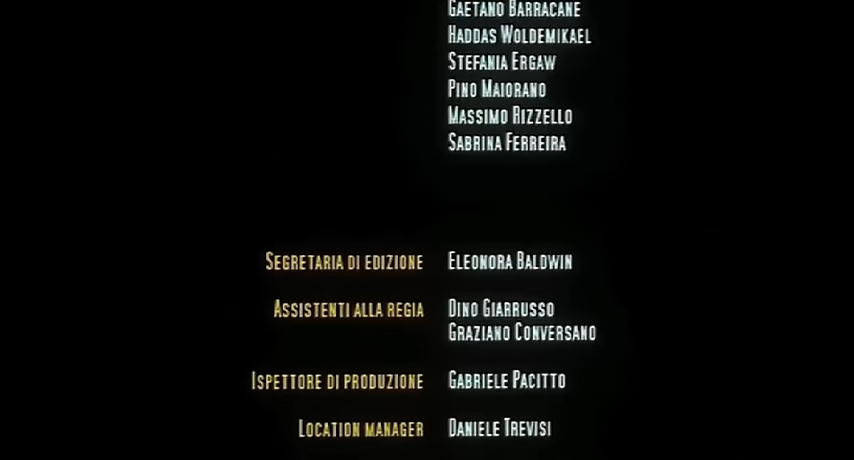 GAETANO BARRACANE
HADDAS WOLDEMIKAEL
STEFANIA ERGAW
PINO MAIORANO
MASSIMO RIZZELLO
SABRINA FERREIRA
SEGRETARIA DI EDIZIONE ELEONORA BALDWIN
ASSISTENTI ALLA REGIA DINO GIARRUSSO
GRAZIANO CONVERSANO
ISPETTORE DI PRODUZIONE GABRIELE PACITTO
LOCATION MANAGER DANIELE TREVISI